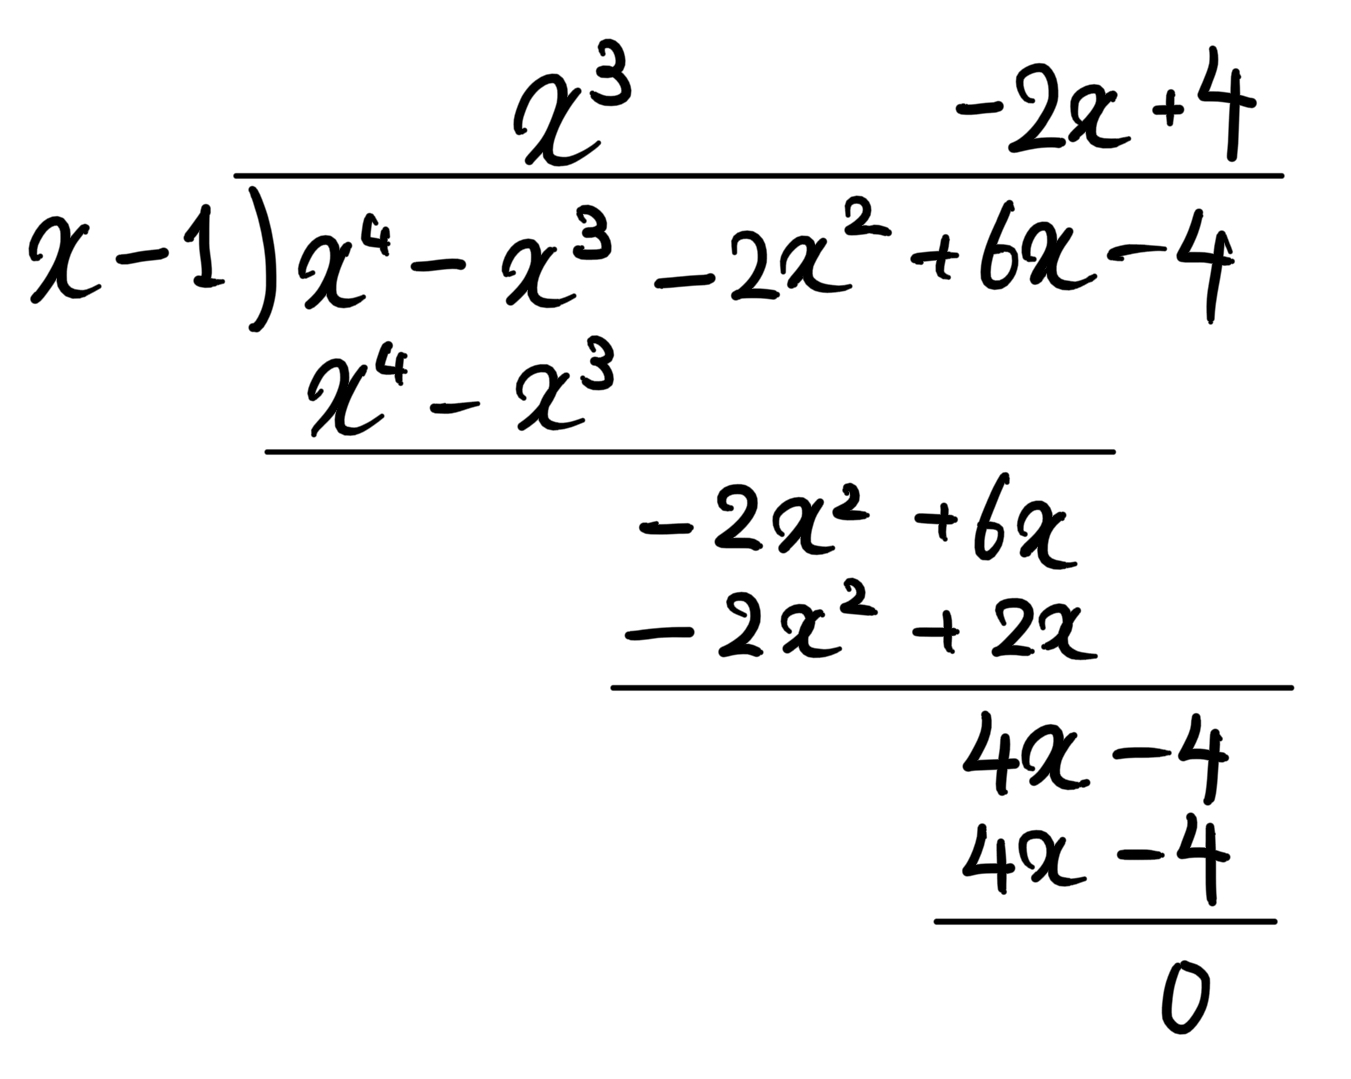 x³ -2x + 4
x - 1 ) x⁴ - x³ - 2x² + 6x - 4
x⁴ - x³
- 2x² + 6x
- 2x² + 2x
4x - 4
4x - 4
0